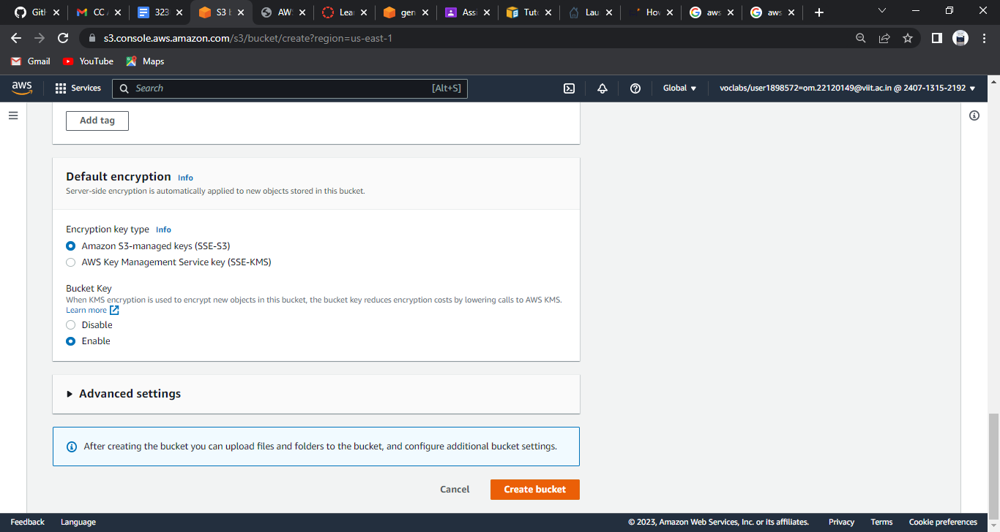 Gitl
CC A
323
S3 b
AW
Lea
gen
Assi
Tuto
Lau
Hov
aws
aws
s3.console.aws.amazon.com/s3/bucket/create?region=us-east-1
Gmail
YouTube
Maps
aws
Services
Search
[Alt+S]
Global
voclabs/user1898572=om.22120149@viit.ac.in @ 2407-1315-2192
Add tag
Default encryption Info
Server-side encryption is automatically applied to new objects stored in this bucket.
Encryption key type Info
Amazon S3-managed keys (SSE-S3)
AWS Key Management Service key (SSE-KMS)
Bucket Key
When KMS encryption is used to encrypt new objects in this bucket, the bucket key reduces encryption costs by lowering calls to AWS KMS.
Learn more
Disable
Enable
Advanced settings
After creating the bucket you can upload files and folders to the bucket, and configure additional bucket settings.
Cancel
Create bucket
Feedback
Language
© 2023, Amazon Web Services, Inc. or its affiliates.
Privacy
Terms
Cookie preferences